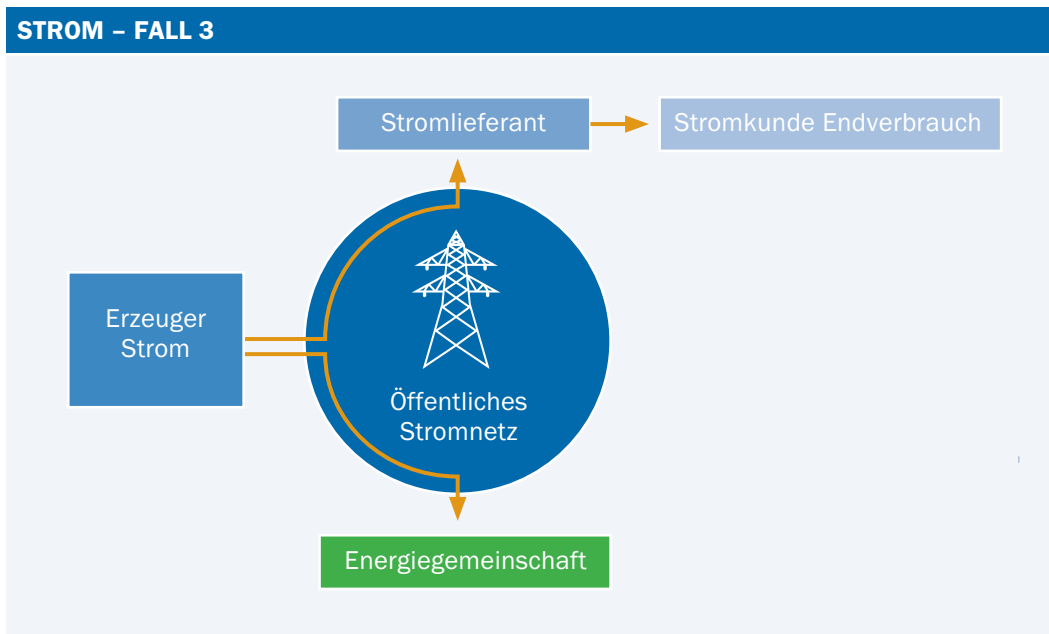 STROM – FALL 3
Stromlieferant
Stromkunde Endverbrauch
Erzeuger
Strom
Öffentliches
Stromnetz
Energiegemeinschaft